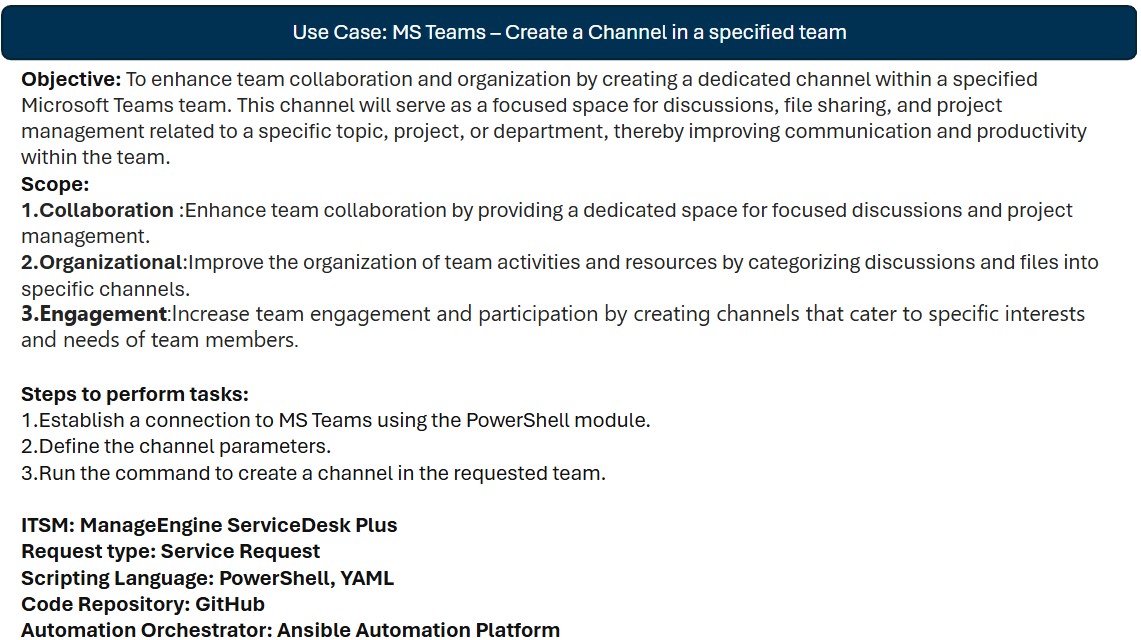 Use Case: MS Teams – Create a Channel in a specified team
Objective: To enhance team collaboration and organization by creating a dedicated channel within a specified
Microsoft Teams team. This channel will serve as a focused space for discussions, file sharing, and project
management related to a specific topic, project, or department, thereby improving communication and productivity
within the team.
Scope:
1.Collaboration :Enhance team collaboration by providing a dedicated space for focused discussions and project
management.
2.Organizational:Improve the organization of team activities and resources by categorizing discussions and files into
specific channels.
3.Engagement:Increase team engagement and participation by creating channels that cater to specific interests
and needs of team members.
Steps to perform tasks:
1.Establish a connection to MS Teams using the PowerShell module.
2.Define the channel parameters.
3.Run the command to create a channel in the requested team.
ITSM: ManageEngine ServiceDesk Plus
Request type: Service Request
Scripting Language: PowerShell, YAML
Code Repository: GitHub
Automation Orchestrator: Ansible Automation Platform